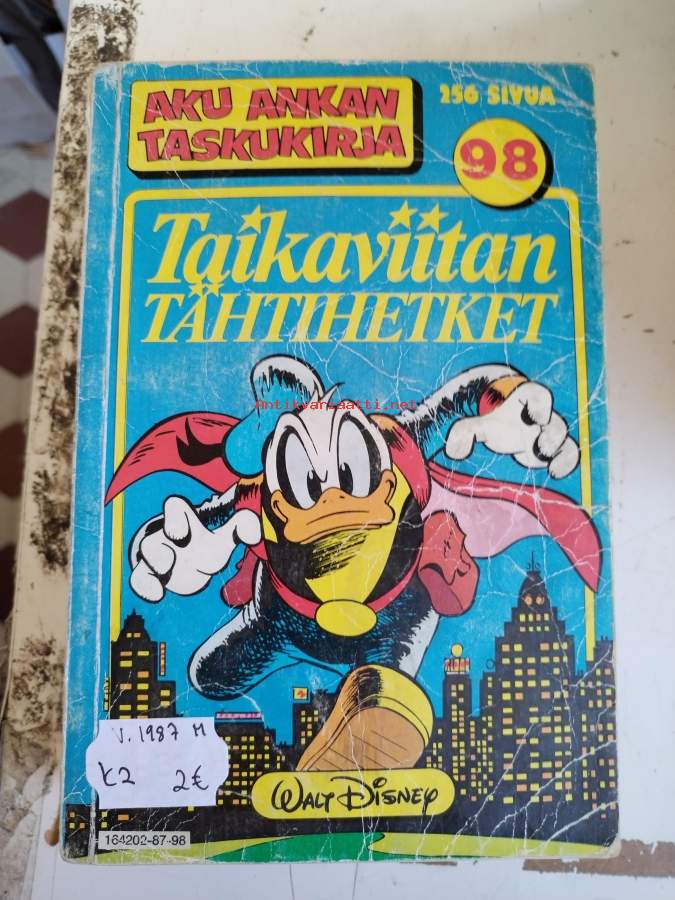 AKU ANKAN
TASKUKIRJA
256 SIVUA
98
Taikaviitan
TÄHTIHETKET
Antikvariaatti.net
V. 1987 M
K2 2€
WALT DISNEY
164202-87-98